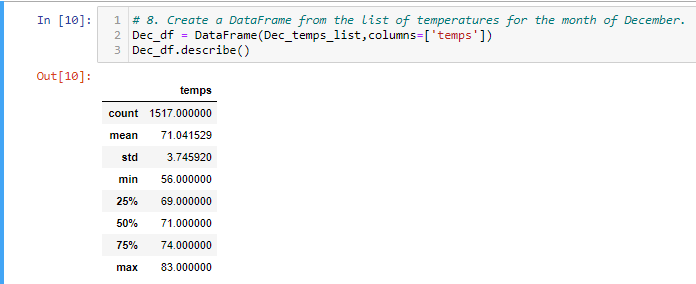 In [10]:
1 # 8. Create a DataFrame from the list of temperatures for the month of December.
2 Dec_df = DataFrame(Dec_temps_list,columns=['temps'])
3 Dec_df.describe()
Out[10]:
temps
count 1517.000000
mean 71.041529
std 3.745920
min 56.000000
25% 69.000000
50% 71.000000
75% 74.000000
max 83.000000